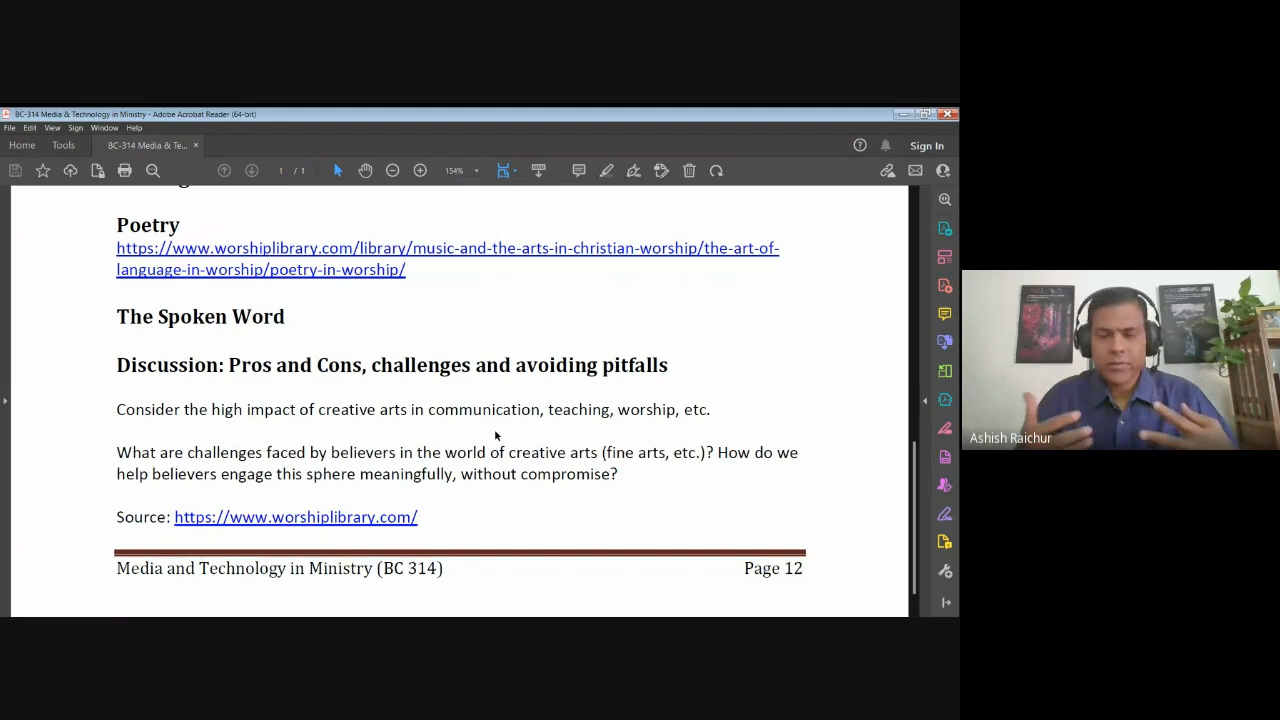 BC-314 Media & Technology in Ministry - Adobe Acrobat Reader (64-bit)
File Edit View Sign Window Help
Home Tools BC-314 Media & Te... × Sign In
1 / 1 154%
Poetry
https://www.worshiplibrary.com/library/music-and-the-arts-in-christian-worship/the-art-of-
language-in-worship/poetry-in-worship/
The Spoken Word
Discussion: Pros and Cons, challenges and avoiding pitfalls
Consider the high impact of creative arts in communication, teaching, worship, etc.
What are challenges faced by believers in the world of creative arts (fine arts, etc.)? How do we
help believers engage this sphere meaningfully, without compromise?
Source: https://www.worshiplibrary.com/
Media and Technology in Ministry (BC 314) Page 12
Ashish Raichur